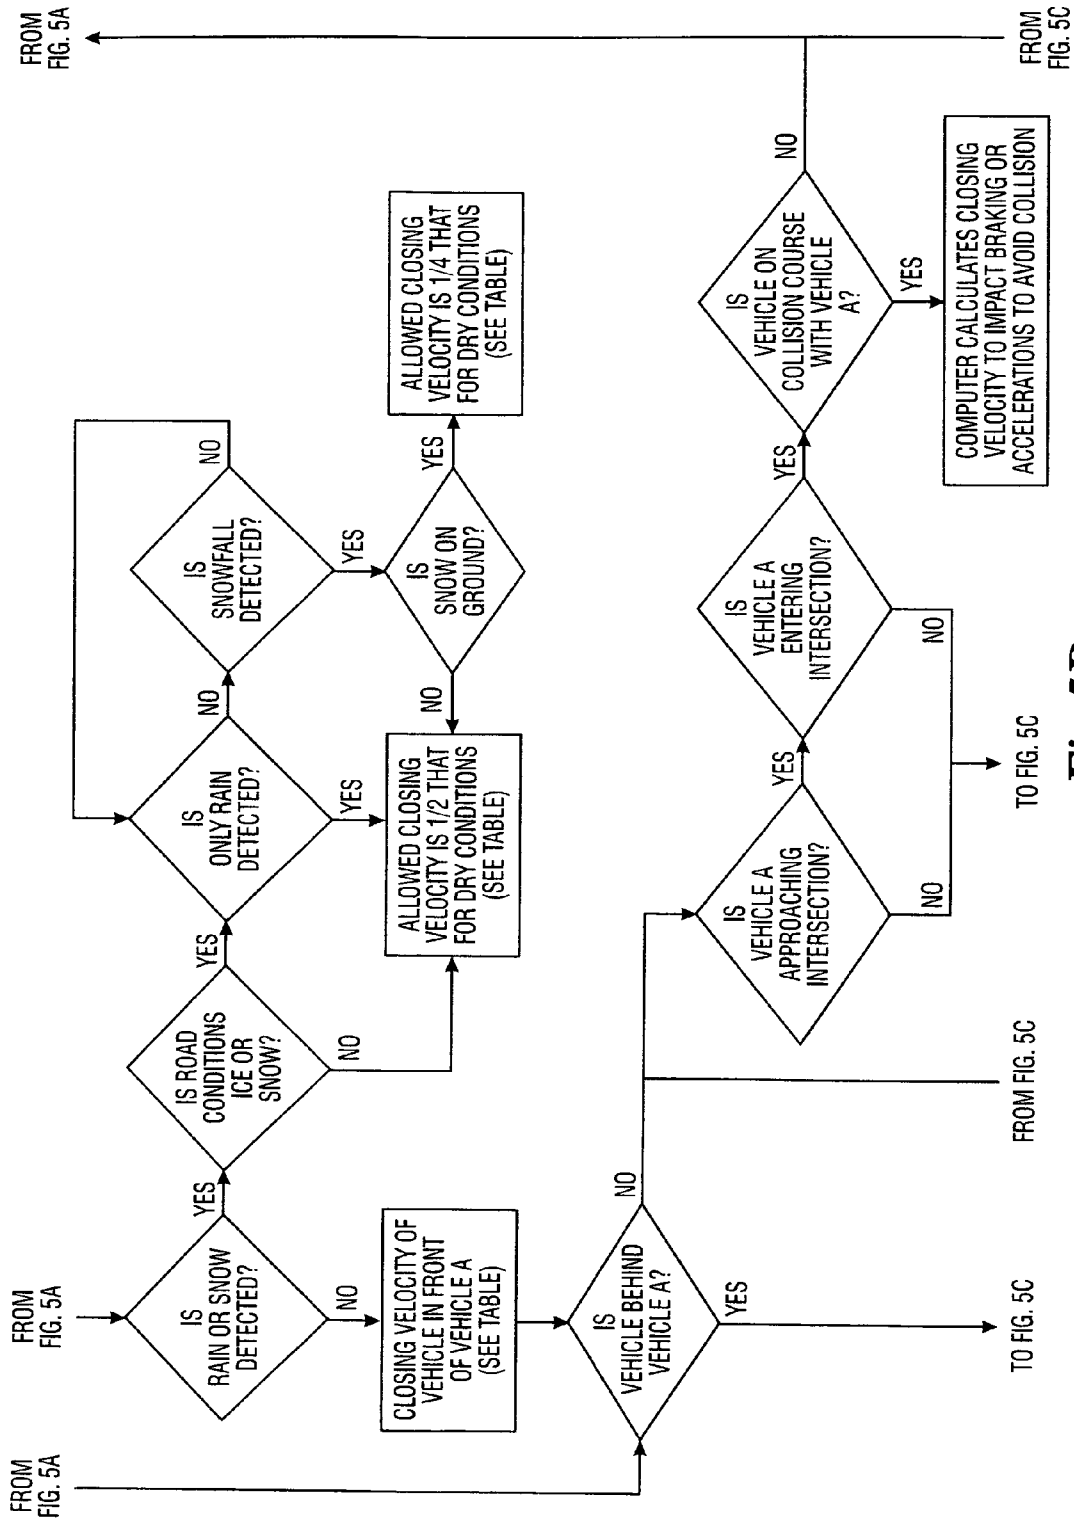 FROM
FIG. 5A
FROM
FIG. 5A
IS
RAIN OR SNOW
DETECTED?
YES
NO
IS ROAD
CONDITIONS
ICE OR
SNOW?
YES
NO
IS
ONLY RAIN
DETECTED?
NO
YES
IS
SNOWFALL
DETECTED?
NO
YES
FROM
FIG. 5A
CLOSING VELOCITY OF
VEHICLE IN FRONT
OF VEHICLE A
(SEE TABLE)
ALLOWED CLOSING
VELOCITY IS 1/2 THAT
FOR DRY CONDITIONS
(SEE TABLE)
NO
IS
SNOW ON
GROUND?
YES
ALLOWED CLOSING
VELOCITY IS 1/4 THAT
FOR DRY CONDITIONS
(SEE TABLE)
IS
VEHICLE BEHIND
VEHICLE A?
NO
YES
IS
VEHICLE A
APPROACHING
INTERSECTION?
YES
NO
IS
VEHICLE A
ENTERING
INTERSECTION?
YES
NO
IS
VEHICLE ON
COLLISION COURSE
WITH VEHICLE
A?
NO
YES
COMPUTER CALCULATES CLOSING
VELOCITY TO IMPACT BRAKING OR
ACCELERATIONS TO AVOID COLLISION
TO FIG. 5C
FROM FIG. 5C
TO FIG. 5C
FROM
FIG. 5C